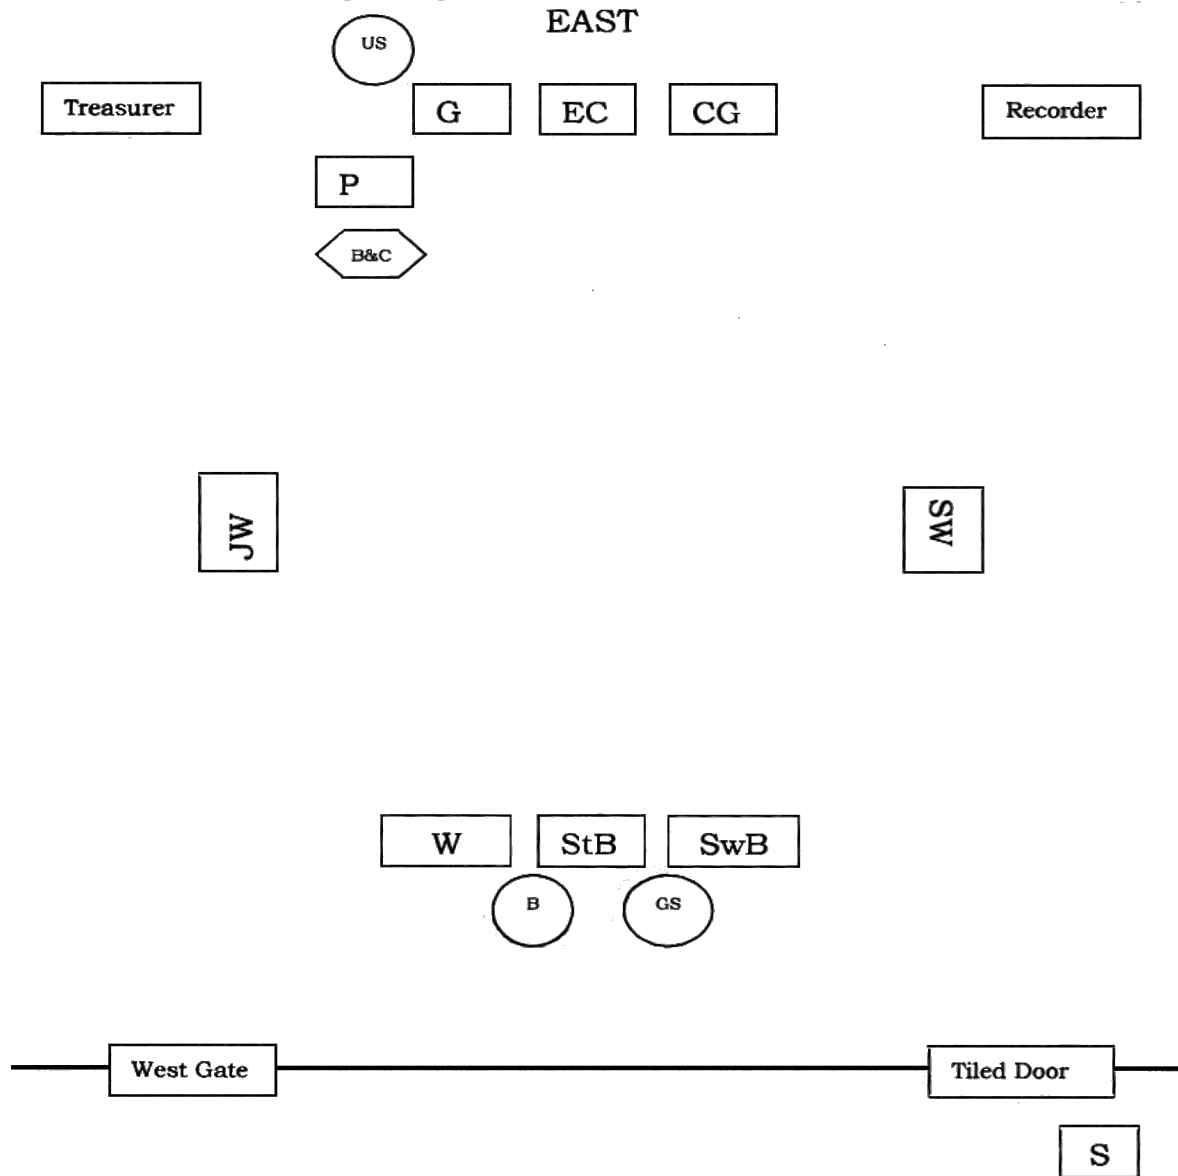 EAST
US
Treasurer
G
EC
CG
Recorder
P
B&C
JW
SW
W
StB
SwB
B
GS
West Gate
Tiled Door
S